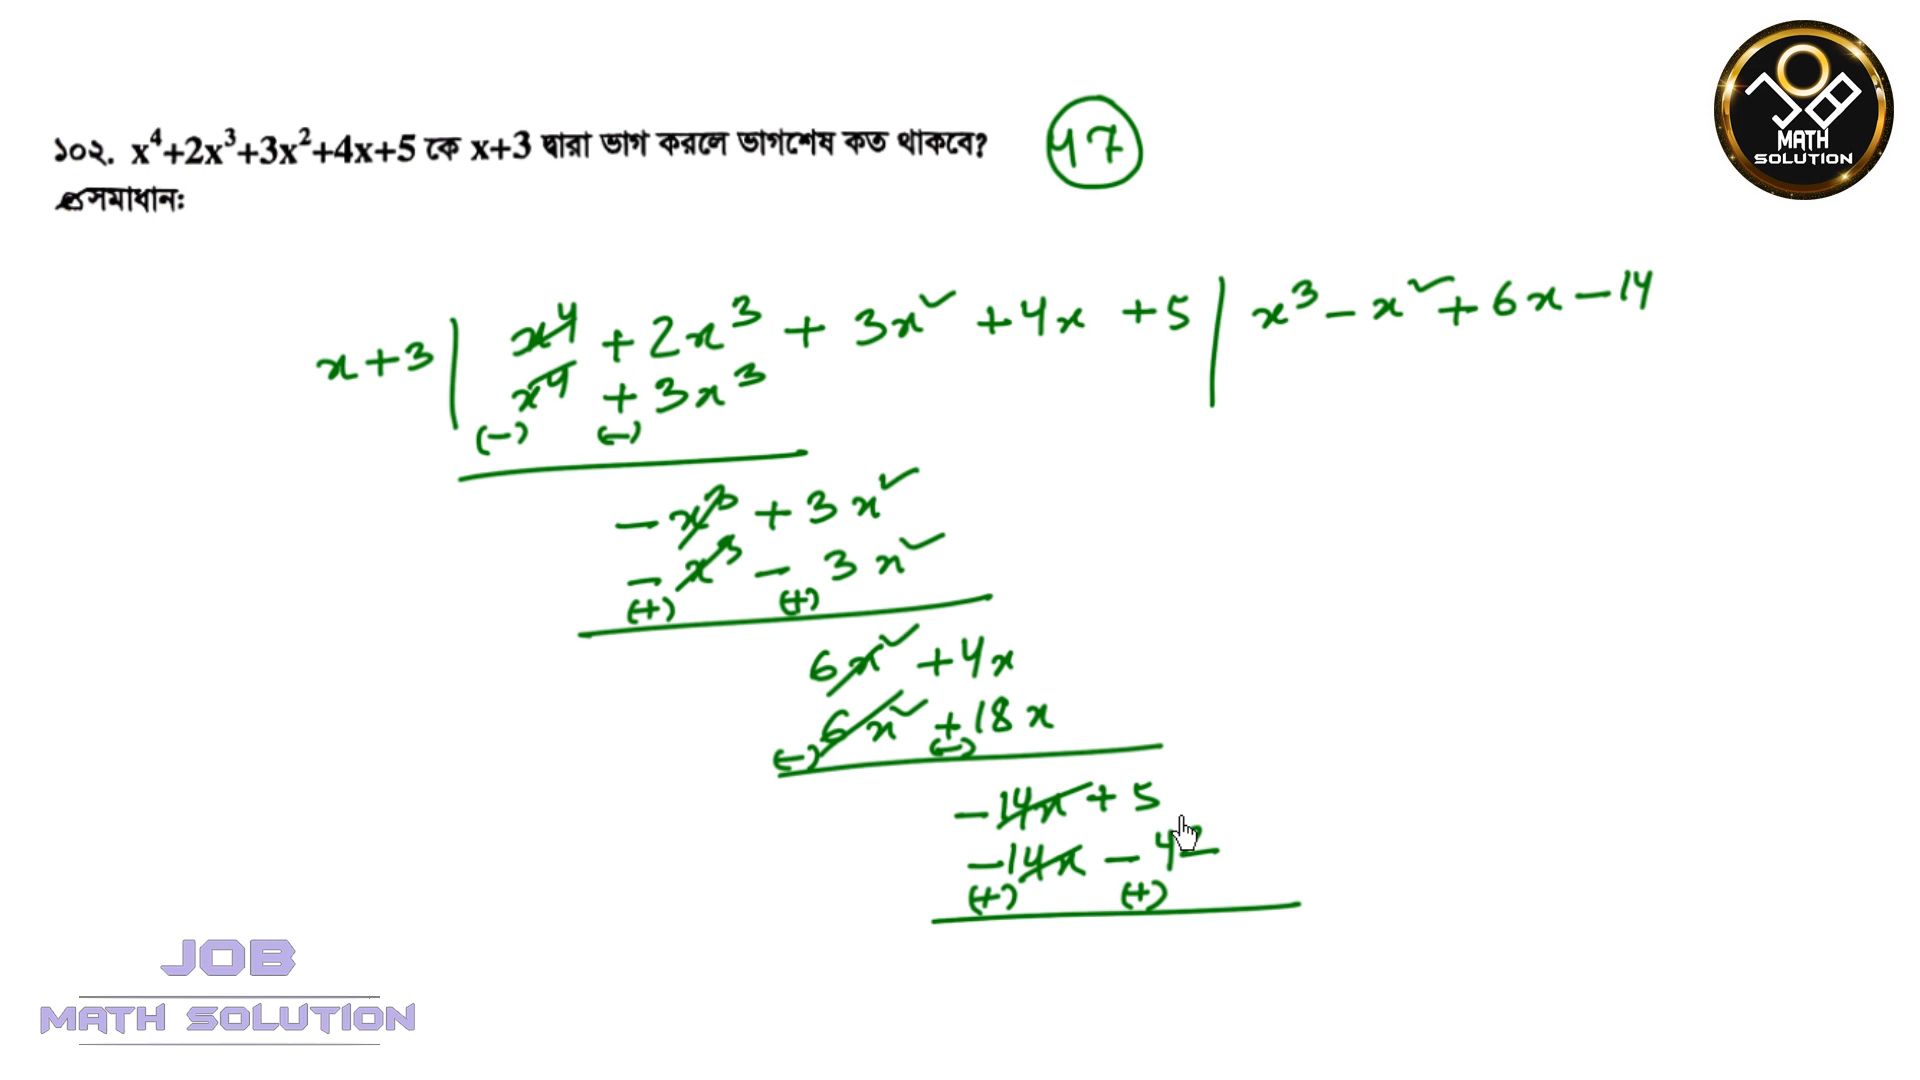 ১০২. x⁴+2x³+3x²+4x+5 কে x+3 দ্বারা ভাগ করলে ভাগশেষ কত থাকবে? 47
সমাধানঃ
JOB
MATH
SOLUTION
x+3 | x⁴ + 2x³ + 3x² + 4x + 5 | x³ - x² + 6x - 14
x⁴ + 3x³
(-) (-)
- x³ + 3x²
- x³ - 3x²
(+) (+)
6x² + 4x
6x² + 18x
(-) (-)
- 14x + 5
- 14x - 42
(+) (+)
JOB
MATH SOLUTION